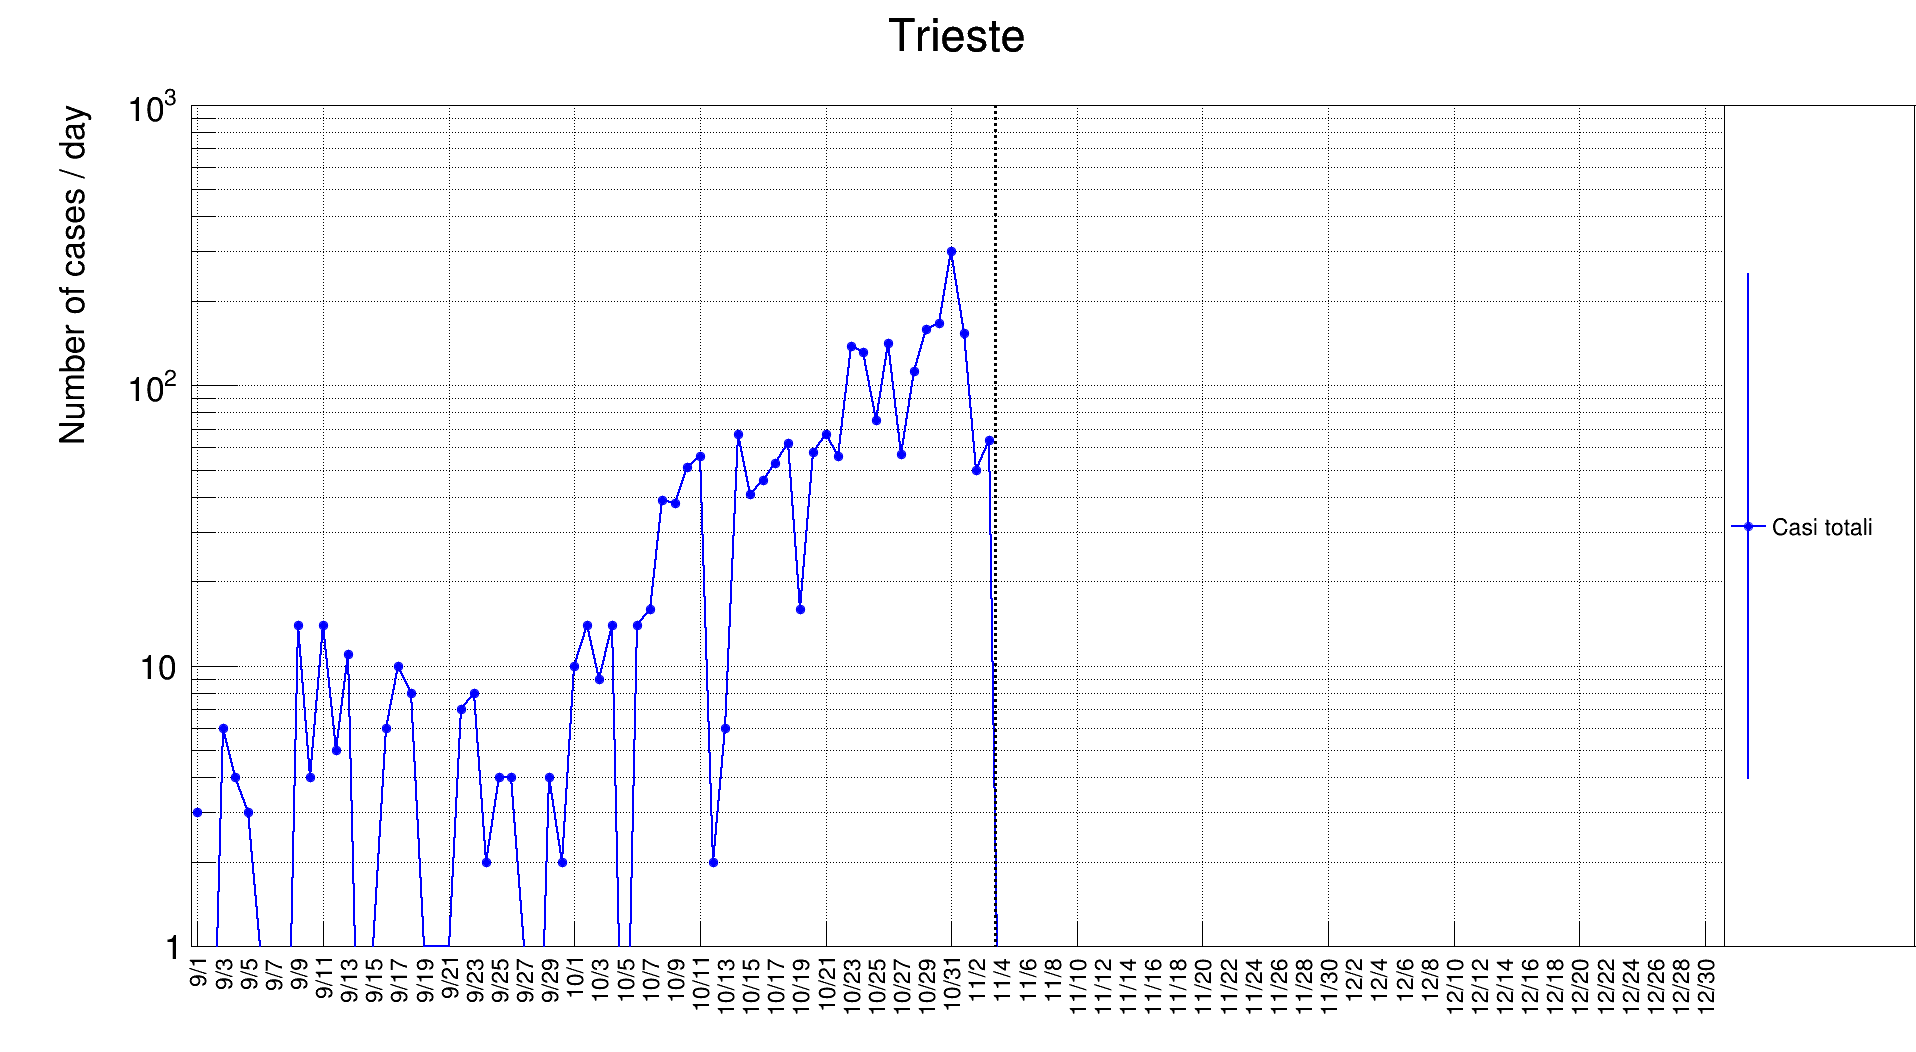 Trieste
Number of cases / day
10³
10²
10
1
9/1 9/3 9/5 9/7 9/9 9/11 9/13 9/15 9/17 9/19 9/21 9/23 9/25 9/27 9/29 10/1 10/3 10/5 10/7 10/9 10/11 10/13 10/15 10/17 10/19 10/21 10/23 10/25 10/27 10/29 10/31 11/2 11/4 11/6 11/8 11/10 11/12 11/14 11/16 11/18 11/20 11/22 11/24 11/26 11/28 11/30 12/2 12/4 12/6 12/8 12/10 12/12 12/14 12/16 12/18 12/20 12/22 12/24 12/26 12/28 12/30
Casi totali